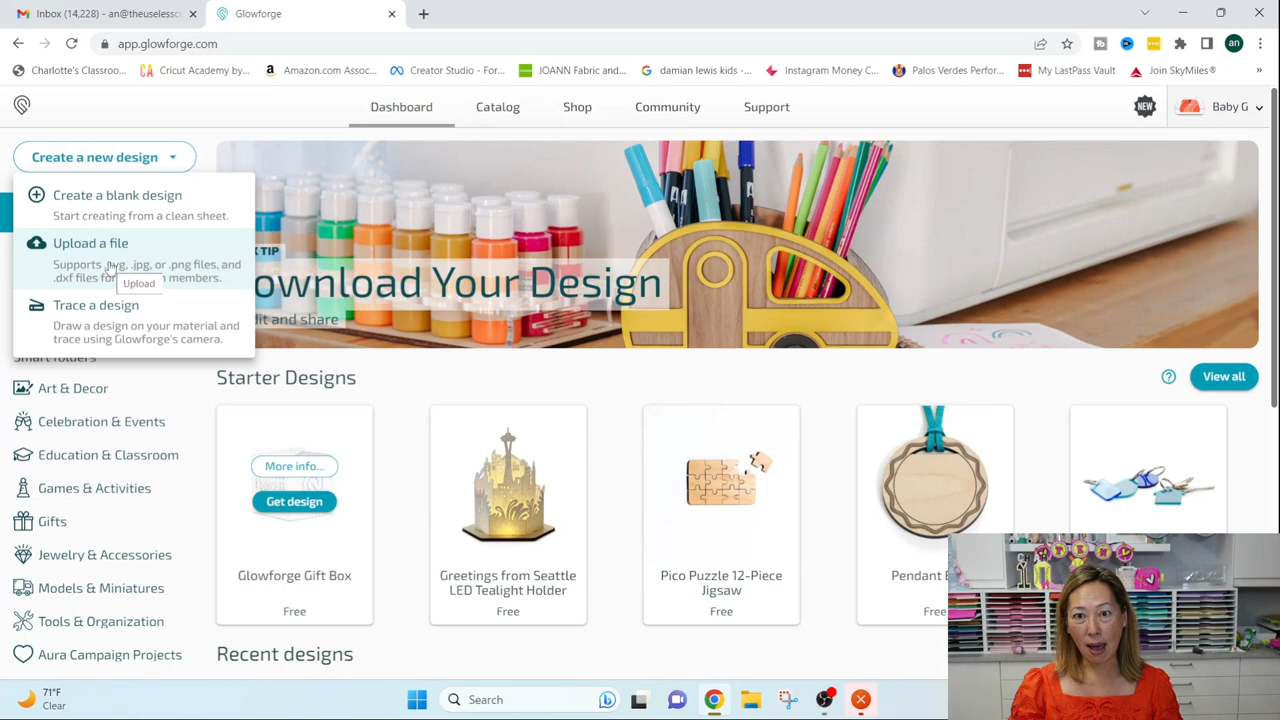 Inbox (14,228) - an@theuselessc
Glowforge
app.glowforge.com
an
Charlotte's Classroo...
Cricut Academy by...
Amazon.com Assoc...
Creator Studio - For...
JOANN Fabric and...
damian lewis kids -...
Instagram Money C...
Palos Verdes Perfor...
My LastPass Vault
Join SkyMiles®
Dashboard
Catalog
Shop
Community
Support
NEW
Baby G
Create a new design
Create a blank design
Start creating from a clean sheet.
Upload a file
Supports .jpg, or .png files, and
.dxf files for members.
Upload
Trace a design
Draw a design on your material and
trace using Glowforge's camera.
TIP
ownload Your Design
dit and share
Smart folders
Art & Decor
Celebration & Events
Education & Classroom
Games & Activities
Gifts
Jewelry & Accessories
Models & Miniatures
Tools & Organization
Aura Campaign Projects
Starter Designs
View all
More info...
Get design
Glowforge Gift Box
Free
Greetings from Seattle
LED Tealight Holder
Free
Pico Puzzle 12-Piece
Jigsaw
Free
Pendant
Free
Recent designs
71°F
Clear
Search